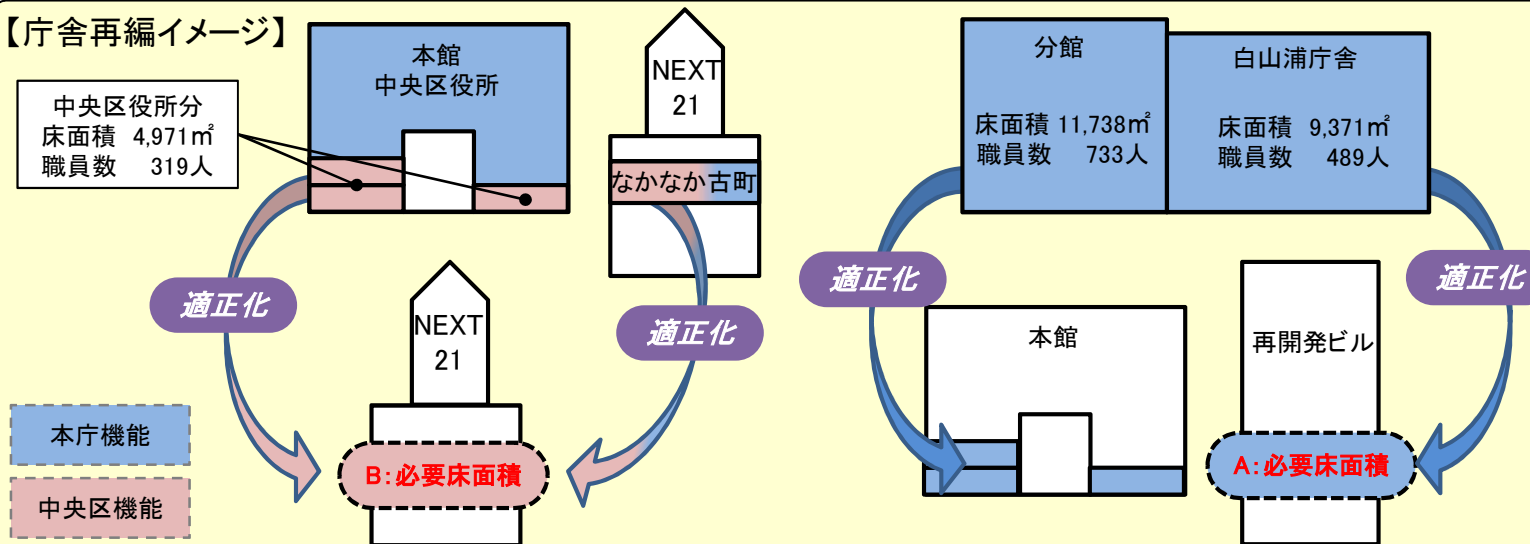 【庁舎再編イメージ】
本館
中央区役所
中央区役所分
床面積 4,971㎡
職員数 319人
NEXT
21
なかなか古町
分館
床面積 11,738㎡
職員数 733人
白山浦庁舎
床面積 9,371㎡
職員数 489人
適正化
適正化
適正化
適正化
NEXT
21
本館
再開発ビル
本庁機能
中央区機能
B:必要床面積
A:必要床面積